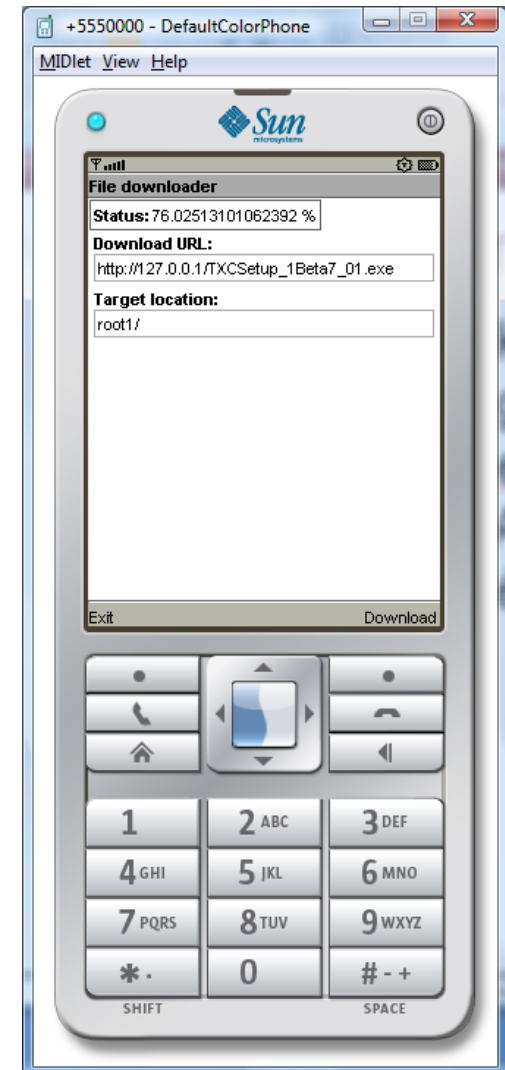 +5550000 - DefaultColorPhone
MIDlet View Help
Sun
microsystems
File downloader
Status: 76.02513101062392 %
Download URL:
http://127.0.0.1/TXCSetup_1Beta7_01.exe
Target location:
root1/
Exit Download
1 2 ABC 3 DEF
4 GHI 5 JKL 6 MNO
7 PQRS 8 TUV 9 WXYZ
* . 0 # - +
SHIFT SPACE